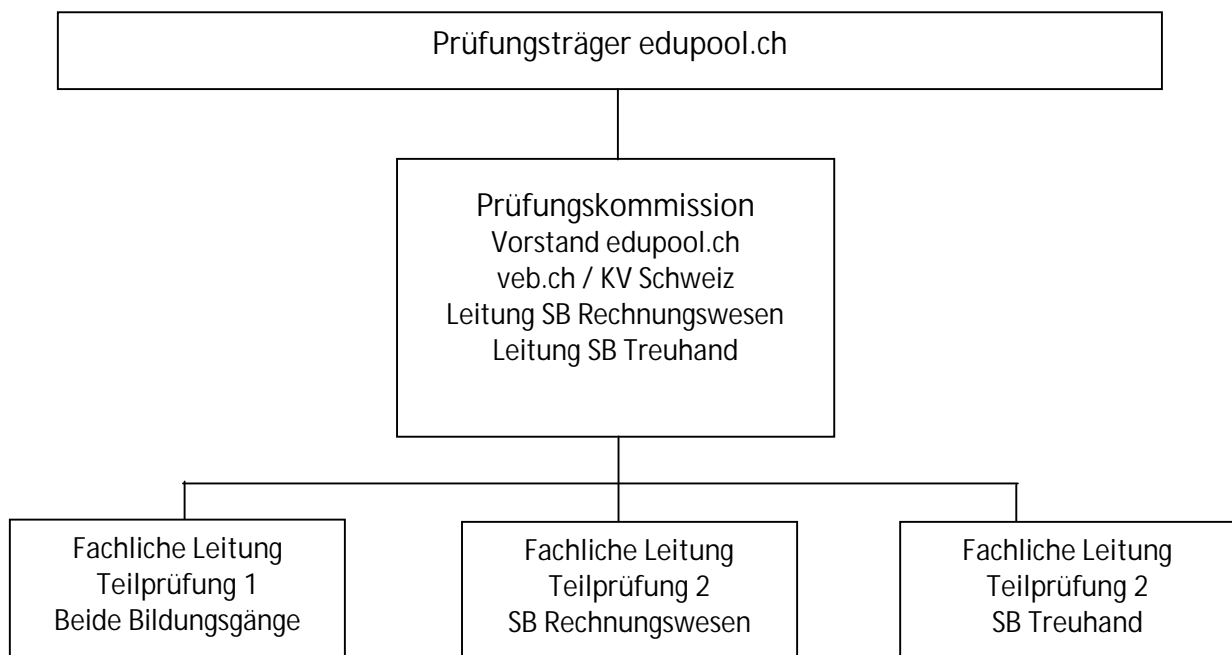 Prüfungsträger edupool.ch
Prüfungskommission
Vorstand edupool.ch
veb.ch / KV Schweiz
Leitung SB Rechnungswesen
Leitung SB Treuhand
Fachliche Leitung
Teilprüfung 1
Beide Bildungsgänge
Fachliche Leitung
Teilprüfung 2
SB Rechnungswesen
Fachliche Leitung
Teilprüfung 2
SB Treuhand